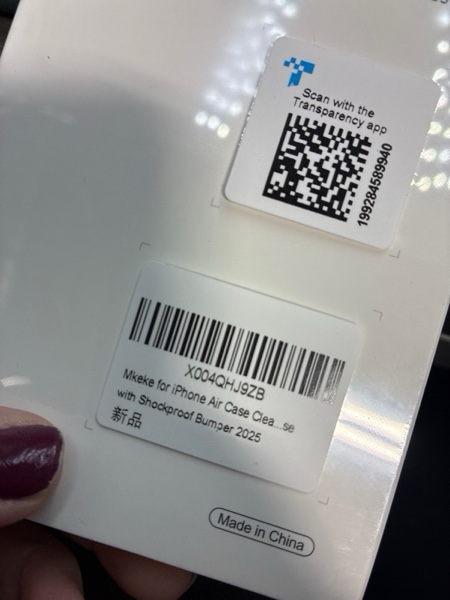 Scan with the
Transparency app
199284589940
X004QHJ9ZB
Mkeke for iPhone Air Case Clea...se
with Shockproof Bumper 2025
新品
Made in China